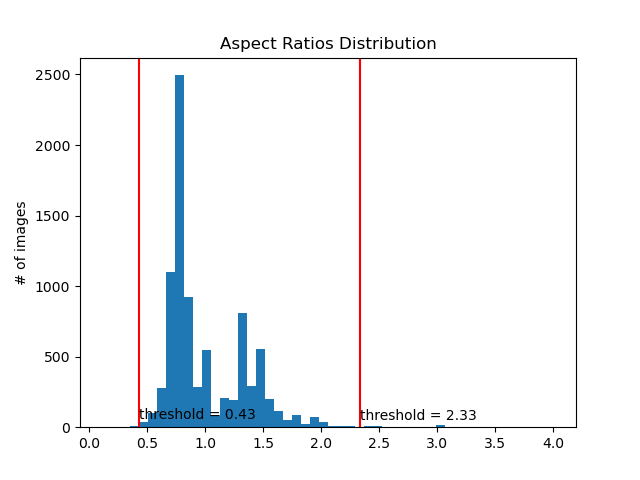 Aspect Ratios Distribution
# of images
2500
2000
1500
1000
500
0
threshold = 0.43
threshold = 2.33
0.0 0.5 1.0 1.5 2.0 2.5 3.0 3.5 4.0